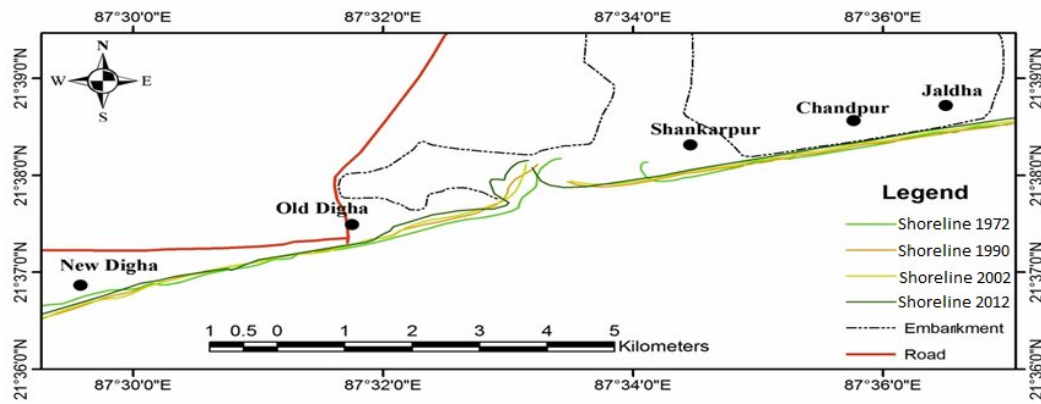 87°30'0"E 87°32'0"E 87°34'0"E 87°36'0"E
21°39'0"N 21°38'0"N 21°37'0"N 21°36'0"N
N
W E
S
Jaldha
Chandpur
Shankarpur
Old Digha
New Digha
Legend
Shoreline 1972
Shoreline 1990
Shoreline 2002
Shoreline 2012
Embarkment
Road
1 0.5 0 1 2 3 4 5
Kilometers
21°39'0"N 21°38'0"N 21°37'0"N 21°36'0"N
87°30'0"E 87°32'0"E 87°34'0"E 87°36'0"E